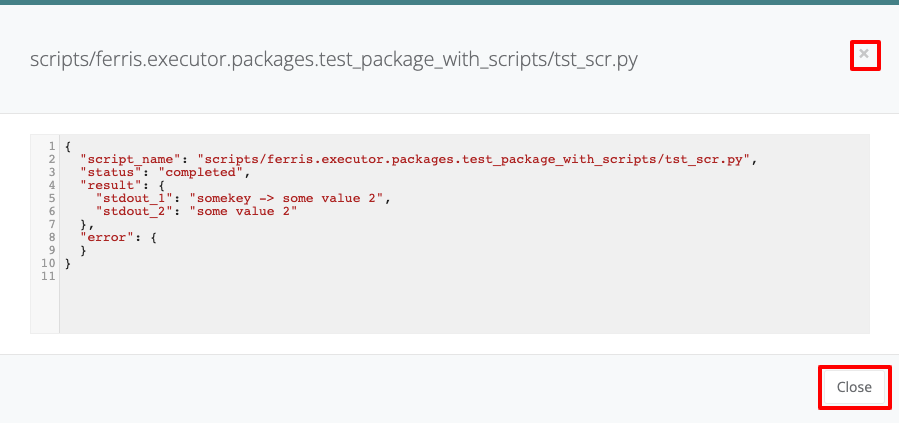 scripts/ferris.executor.packages.test_package_with_scripts/tst_scr.py
×
1 {
2   "script_name": "scripts/ferris.executor.packages.test_package_with_scripts/tst_scr.py",
3   "status": "completed",
4   "result": {
5     "stdout_1": "somekey -> some value 2",
6     "stdout_2": "some value 2"
7   },
8   "error": {
9   }
10 }
11
Close